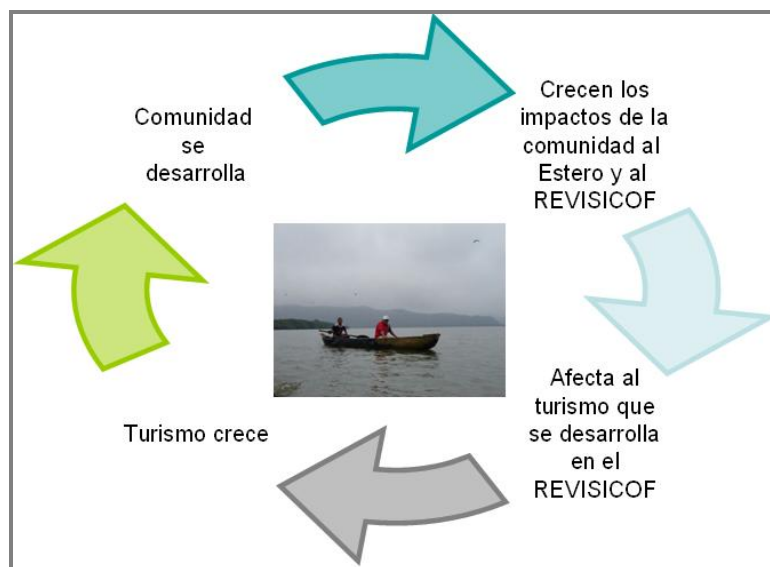 Comunidad
se
desarrolla
Crecen los
impactos de la
comunidad al
Estero y al
REVISICOF
Afecta al
turismo que
se desarrolla
en el
REVISICOF
Turismo crece